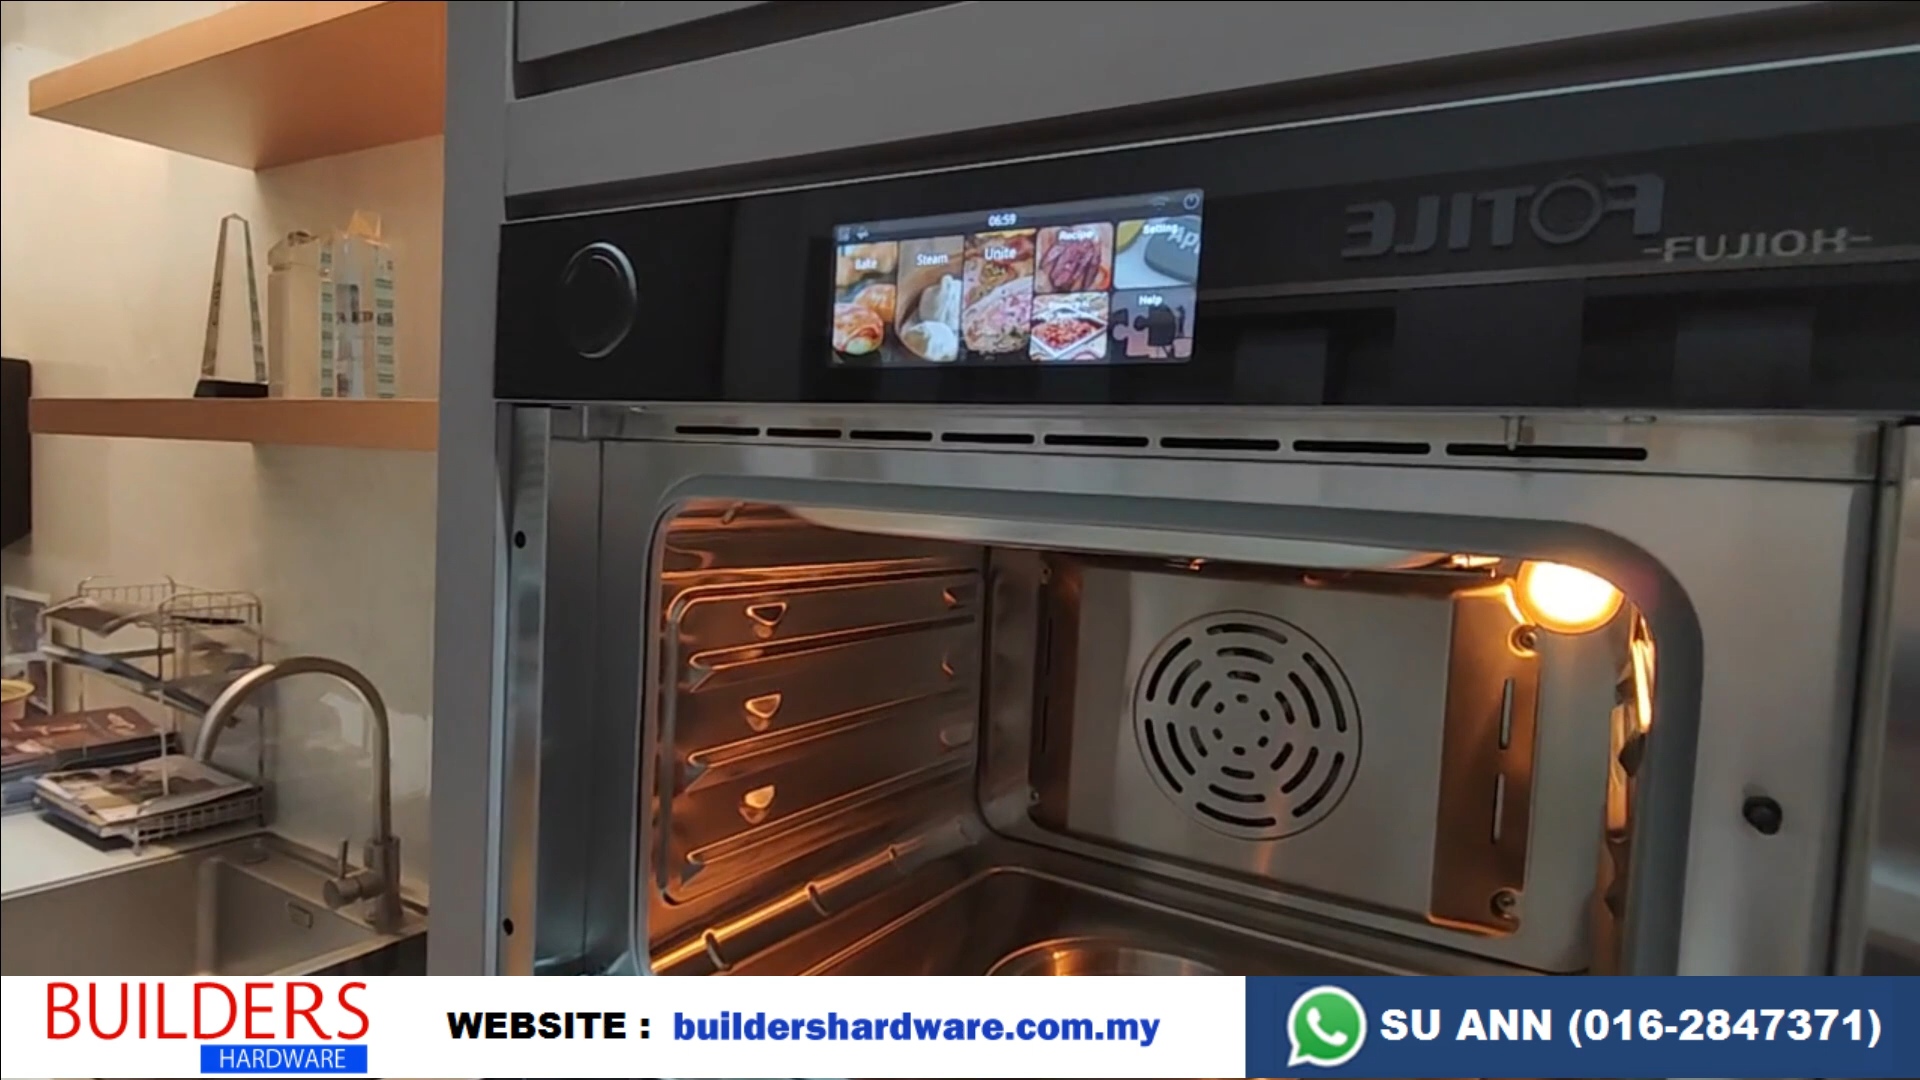 06:59
Bake
Steam
Unite
Recipe
Setting
Ap
Help
FOTILE
-FUJIOH-
BUILDERS
HARDWARE
WEBSITE : buildershardware.com.my
SU ANN (016-2847371)